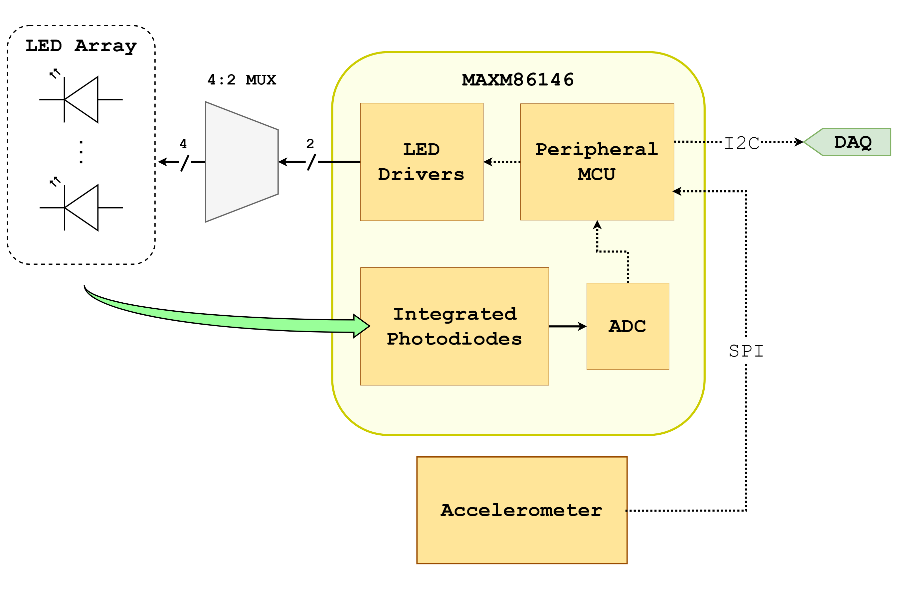 LED Array
4:2 MUX
MAXM86146
4
2
LED
Drivers
Peripheral
MCU
I2C
DAQ
Integrated
Photodiodes
ADC
SPI
Accelerometer